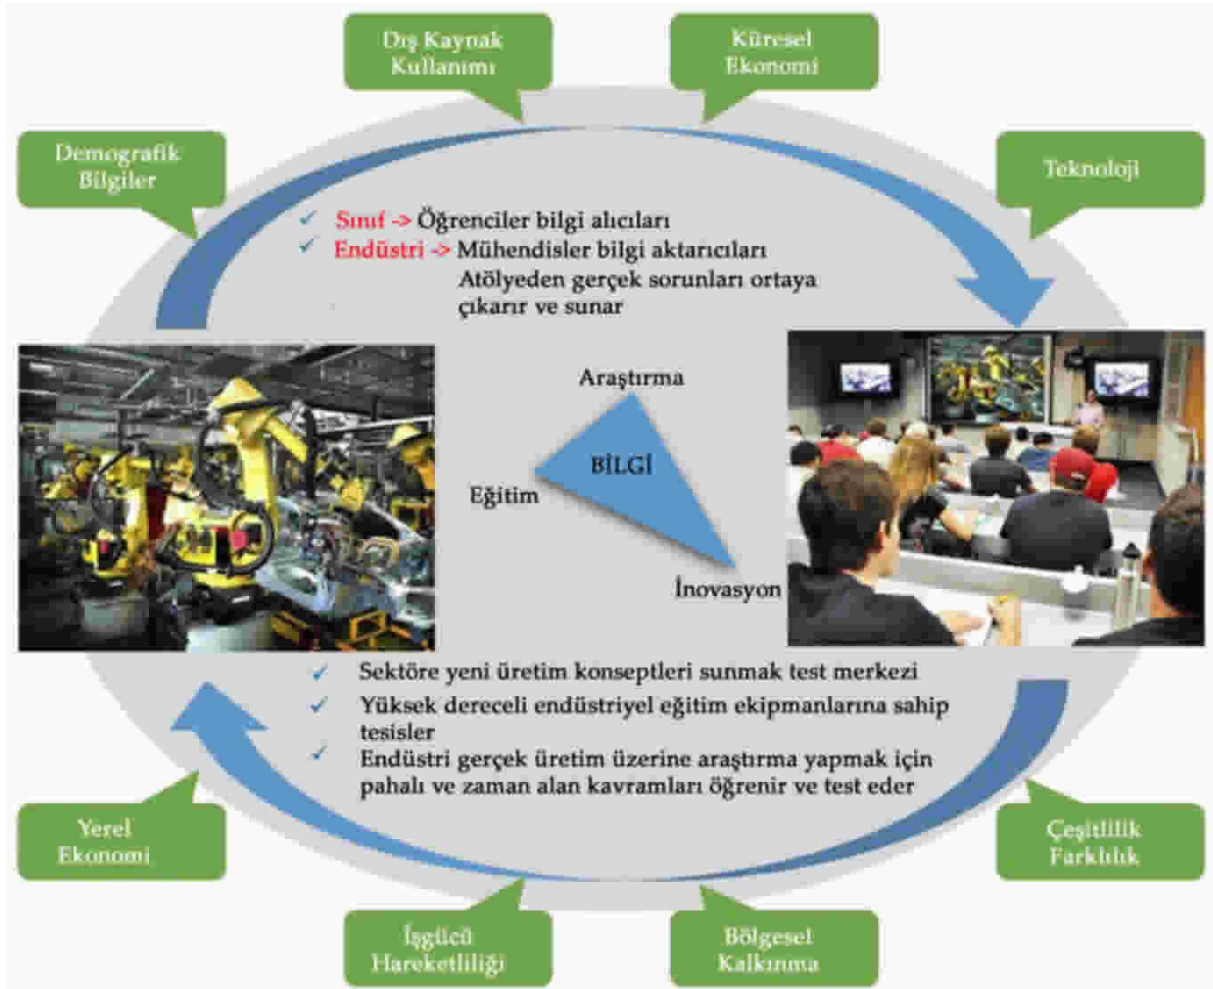 Dış Kaynak
Kullanımı
Küresel
Ekonomi
Demografik
Bilgiler
Teknoloji
Sınıf -> Öğrenciler bilgi alıcıları
Endüstri -> Mühendisler bilgi aktarıcıları
Atölyeden gerçek sorunları ortaya
çıkarır ve sunar
Araştırma
BİLGİ
Eğitim
İnovasyon
Sektöre yeni üretim konseptleri sunmak test merkezi
Yüksek dereceli endüstriyel eğitim ekipmanlarına sahip
tesisler
Endüstri gerçek üretim üzerine araştırma yapmak için
pahalı ve zaman alan kavramları öğrenir ve test eder
Yerel
Ekonomi
Çeşitlilik
Farklılık
İşgücü
Hareketliliği
Bölgesel
Kalkınma